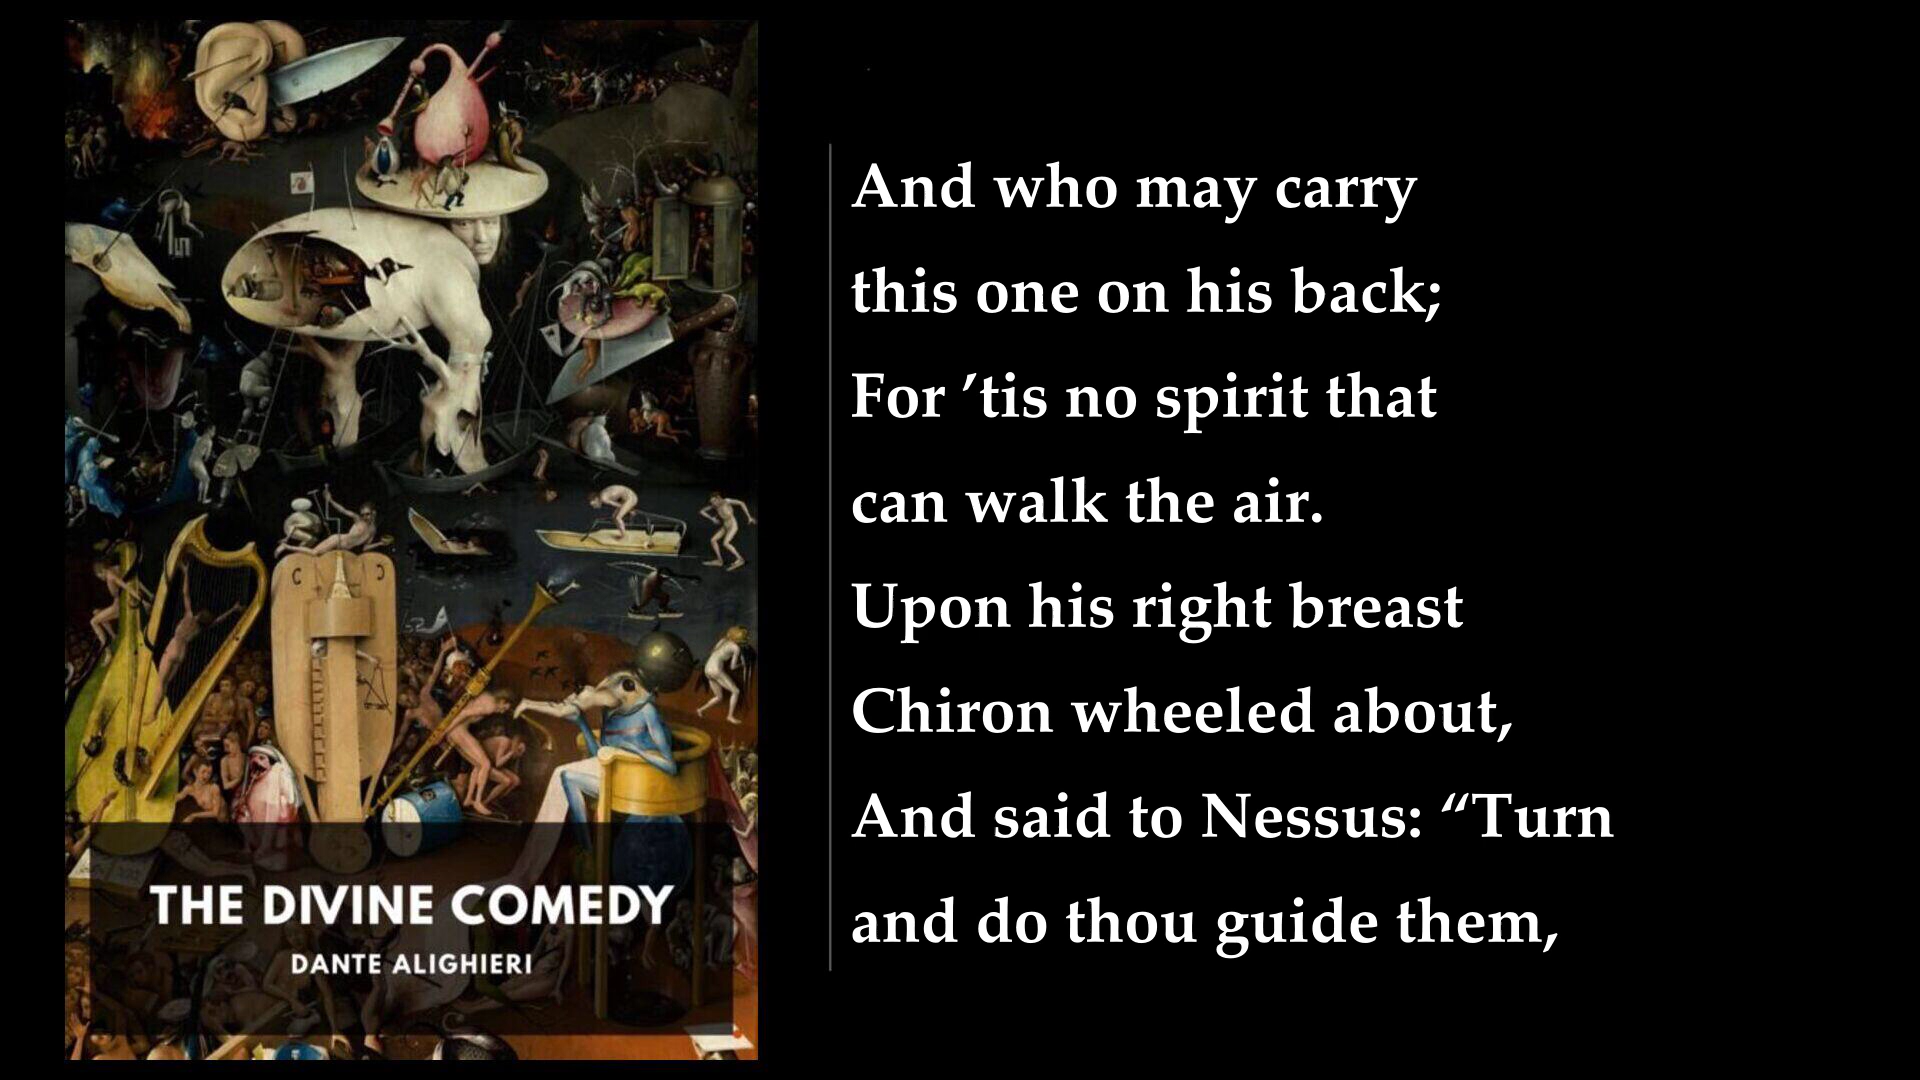 THE DIVINE COMEDY
DANTE ALIGHIERI
And who may carry
this one on his back;
For ’tis no spirit that
can walk the air.
Upon his right breast
Chiron wheeled about,
And said to Nessus: “Turn
and do thou guide them,